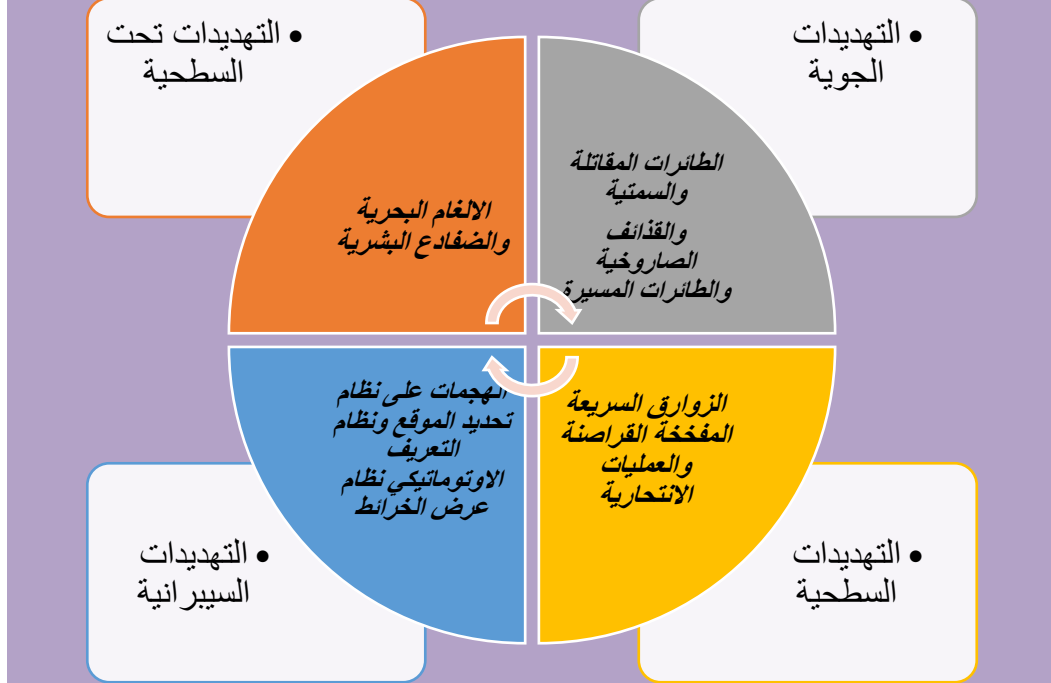 • التهديدات
الجوية
الطائرات المقاتلة
والسمتية
والقذائف
الصاروخية
والطائرات المسيرة
• التهديدات تحت
السطحية
الالغام البحرية
والضفادع البشرية
• التهديدات
السطحية
الزوارق السريعة
المفخخة القراصنة
والعمليات
الانتحارية
• التهديدات
السيبرانية
الهجمات على نظام
تحديد الموقع ونظام
التعريف
الاوتوماتيكي نظام
عرض الخرائط